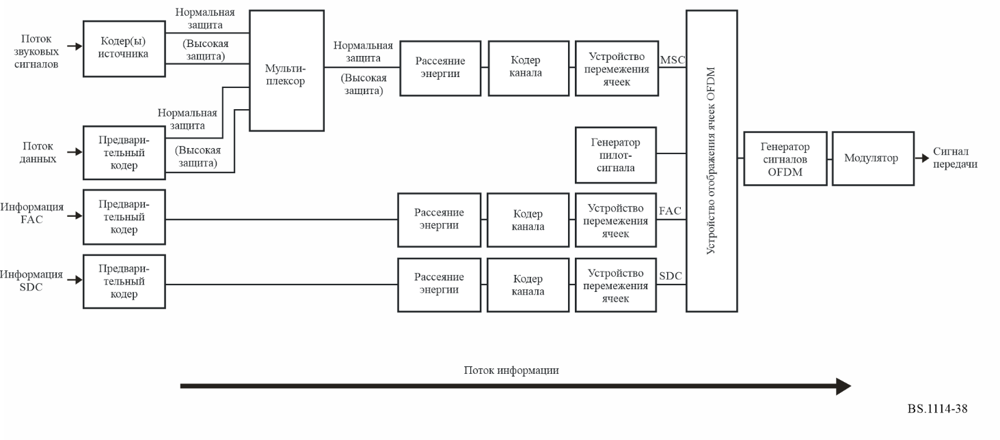 Поток
звуковых
сигналов
Кодер(ы)
источника
Нормальная
защита
(Высокая
защита)
Мульти-
плексор
Нормальная
защита
(Высокая
защита)
Рассеяние
энергии
Кодер
канала
Устройство
перемежения
ячеек
MSC
Поток
данных
Предвари-
тельный
кодер
Нормальная
защита
(Высокая
защита)
Генератор
пилот-
сигнала
Устройство отображения ячеек OFDM
Генератор
сигналов
OFDM
Модулятор
Сигнал
передачи
Информация
FAC
Предвари-
тельный
кодер
Рассеяние
энергии
Кодер
канала
Устройство
перемежения
ячеек
FAC
Информация
SDC
Предвари-
тельный
кодер
Рассеяние
энергии
Кодер
канала
Устройство
перемежения
ячеек
SDC
Поток информации
BS.1114-38